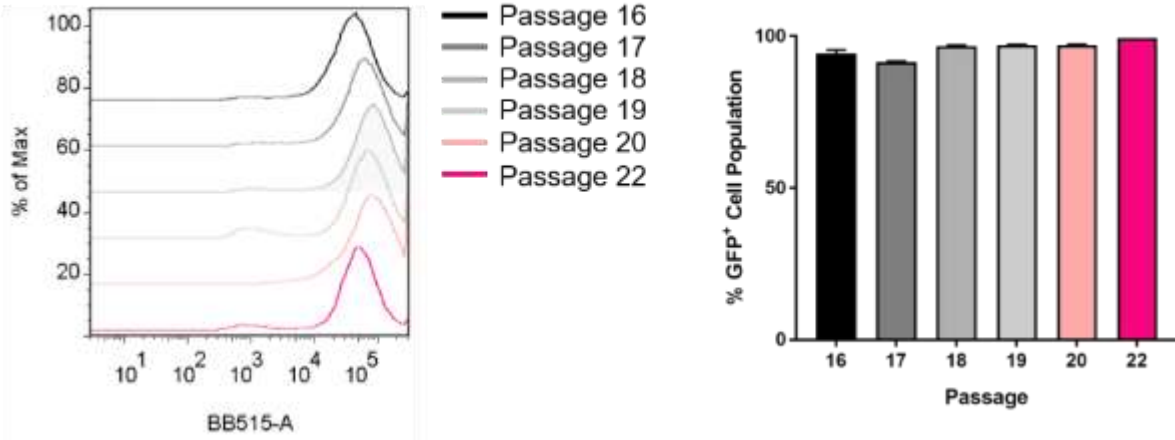 100
80
60
40
20
% of Max
10¹ 10² 10³ 10⁴ 10⁵
BB515-A
Passage 16
Passage 17
Passage 18
Passage 19
Passage 20
Passage 22
100
50
0
% GFP⁺ Cell Population
16 17 18 19 20 22
Passage